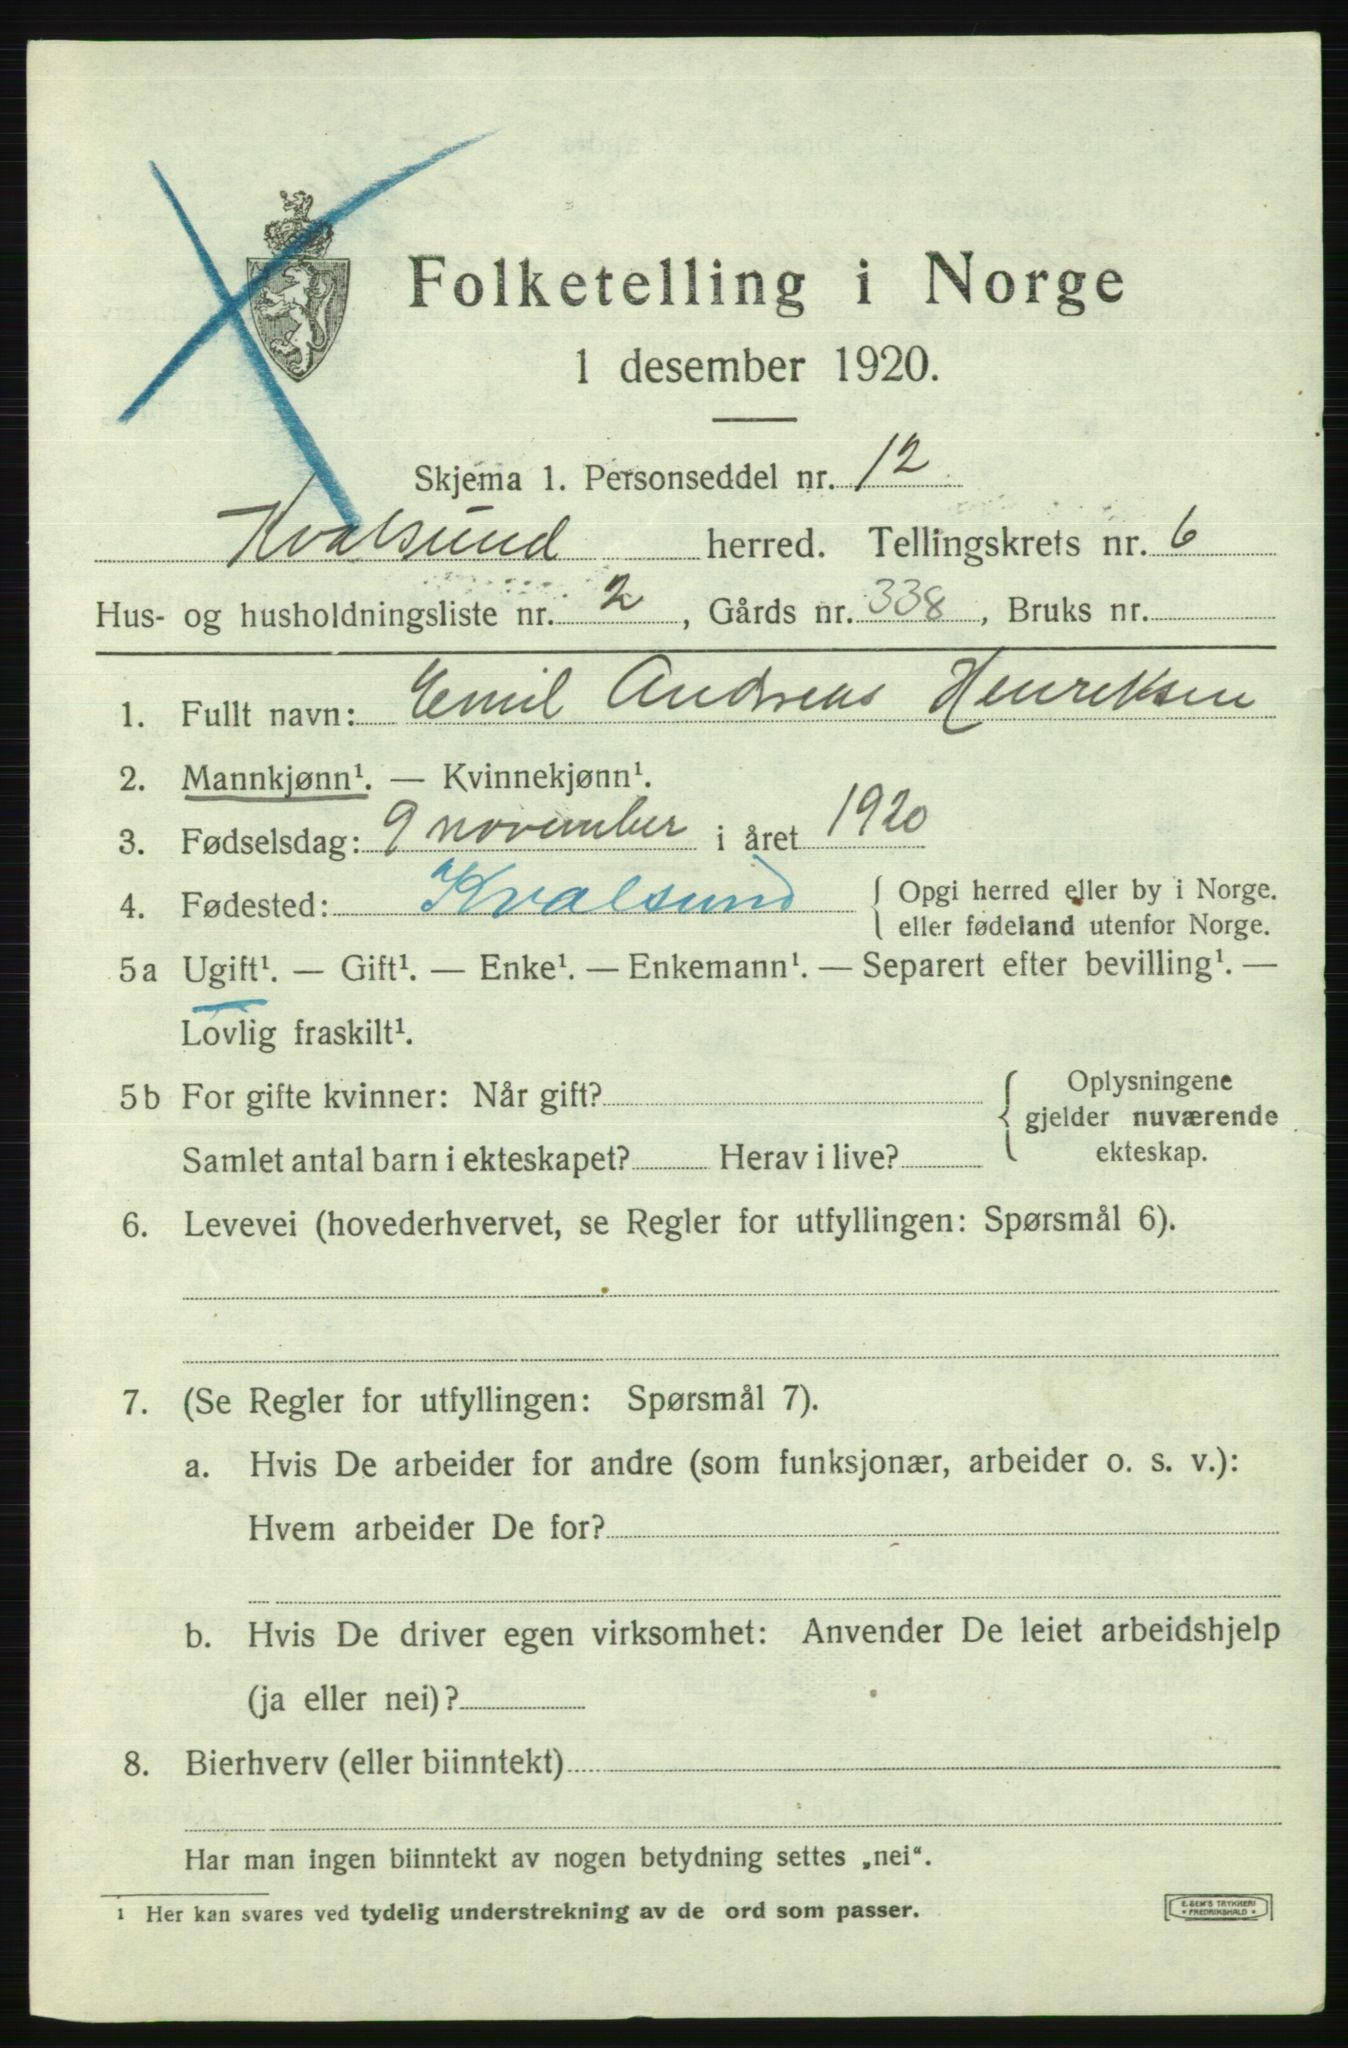 Folketelling i Norge
1 desember 1920.
Skjema 1. Personseddel nr. 12
Kvalsund herred. Tellingskrets nr. 6
Hus- og husholdningsliste nr. 2, Gårds nr. 338, Bruks nr.
1. Fullt navn: Emil Andreas Henriksen
2. Mannkjønn¹. — Kvinnekjønn¹.
3. Fødselsdag: 9 november i året 1920
4. Fødested: Kvalsund { Opgi herred eller by i Norge.
eller fødeland utenfor Norge.
5a Ugift¹. — Gift¹. — Enke¹. — Enkemann¹. — Separert efter bevilling¹. —
Lovlig fraskilt¹.
5b For gifte kvinner: Når gift? { Oplysningene
gjelder nuværende
Samlet antal barn i ekteskapet? Herav i live? ekteskap.
6. Levevei (hovederhvervet, se Regler for utfyllingen: Spørsmål 6).
7. (Se Regler for utfyllingen: Spørsmål 7).
a. Hvis De arbeider for andre (som funksjonær, arbeider o. s. v.):
Hvem arbeider De for?
b. Hvis De driver egen virksomhet: Anvender De leiet arbeidshjelp
(ja eller nei)?
8. Bierhverv (eller biinntekt)
Har man ingen biinntekt av nogen betydning settes „nei“.
¹ Her kan svares ved tydelig understrekning av de ord som passer.
E. SEM'S TRYKKERI
* FREDRIKSHALD *